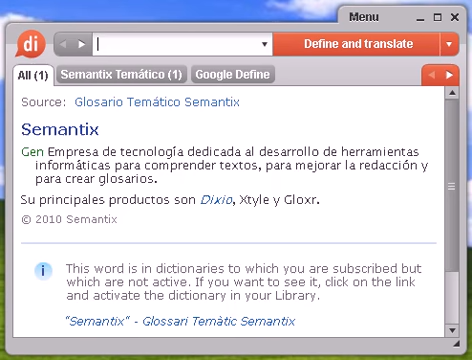 Menu
di
Define and translate
All (1)
Semantix Temático (1)
Google Define
Source: Glosario Temático Semantix
Semantix
Gen Empresa de tecnología dedicada al desarrollo de herramientas
informáticas para comprender textos, para mejorar la redacción y
para crear glosarios.
Su principales productos son Dixio, Xtyle y Gloxr.
© 2010 Semantix
i
This word is in dictionaries to which you are subscribed but
which are not active. If you want to see it, click on the link
and activate the dictionary in your Library.
"Semantix" - Glossari Temàtic Semantix